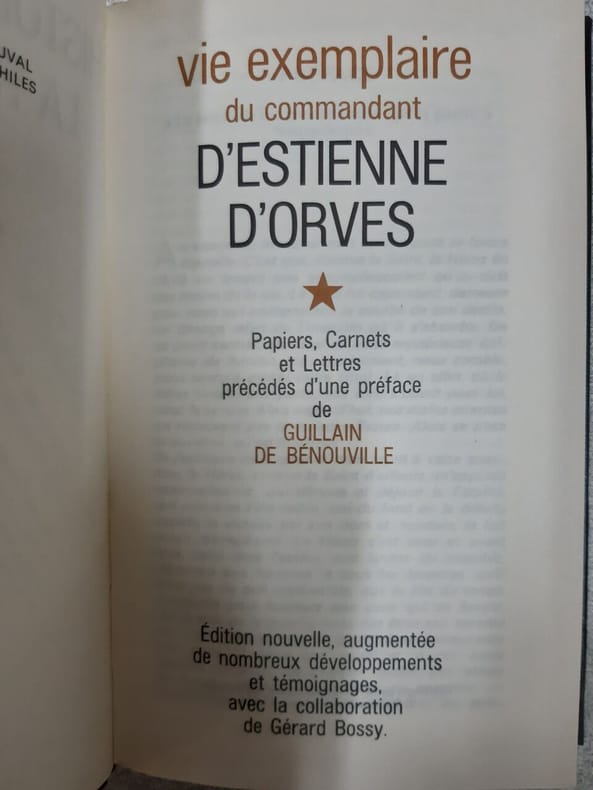 vie exemplaire
du commandant
D'ESTIENNE
D'ORVES
Papiers, Carnets
et Lettres
précédés d'une préface
de
GUILLAIN
DE BÉNOUVILLE
Édition nouvelle, augmentée
de nombreux développements
et témoignages,
avec la collaboration
de Gérard Bossy.